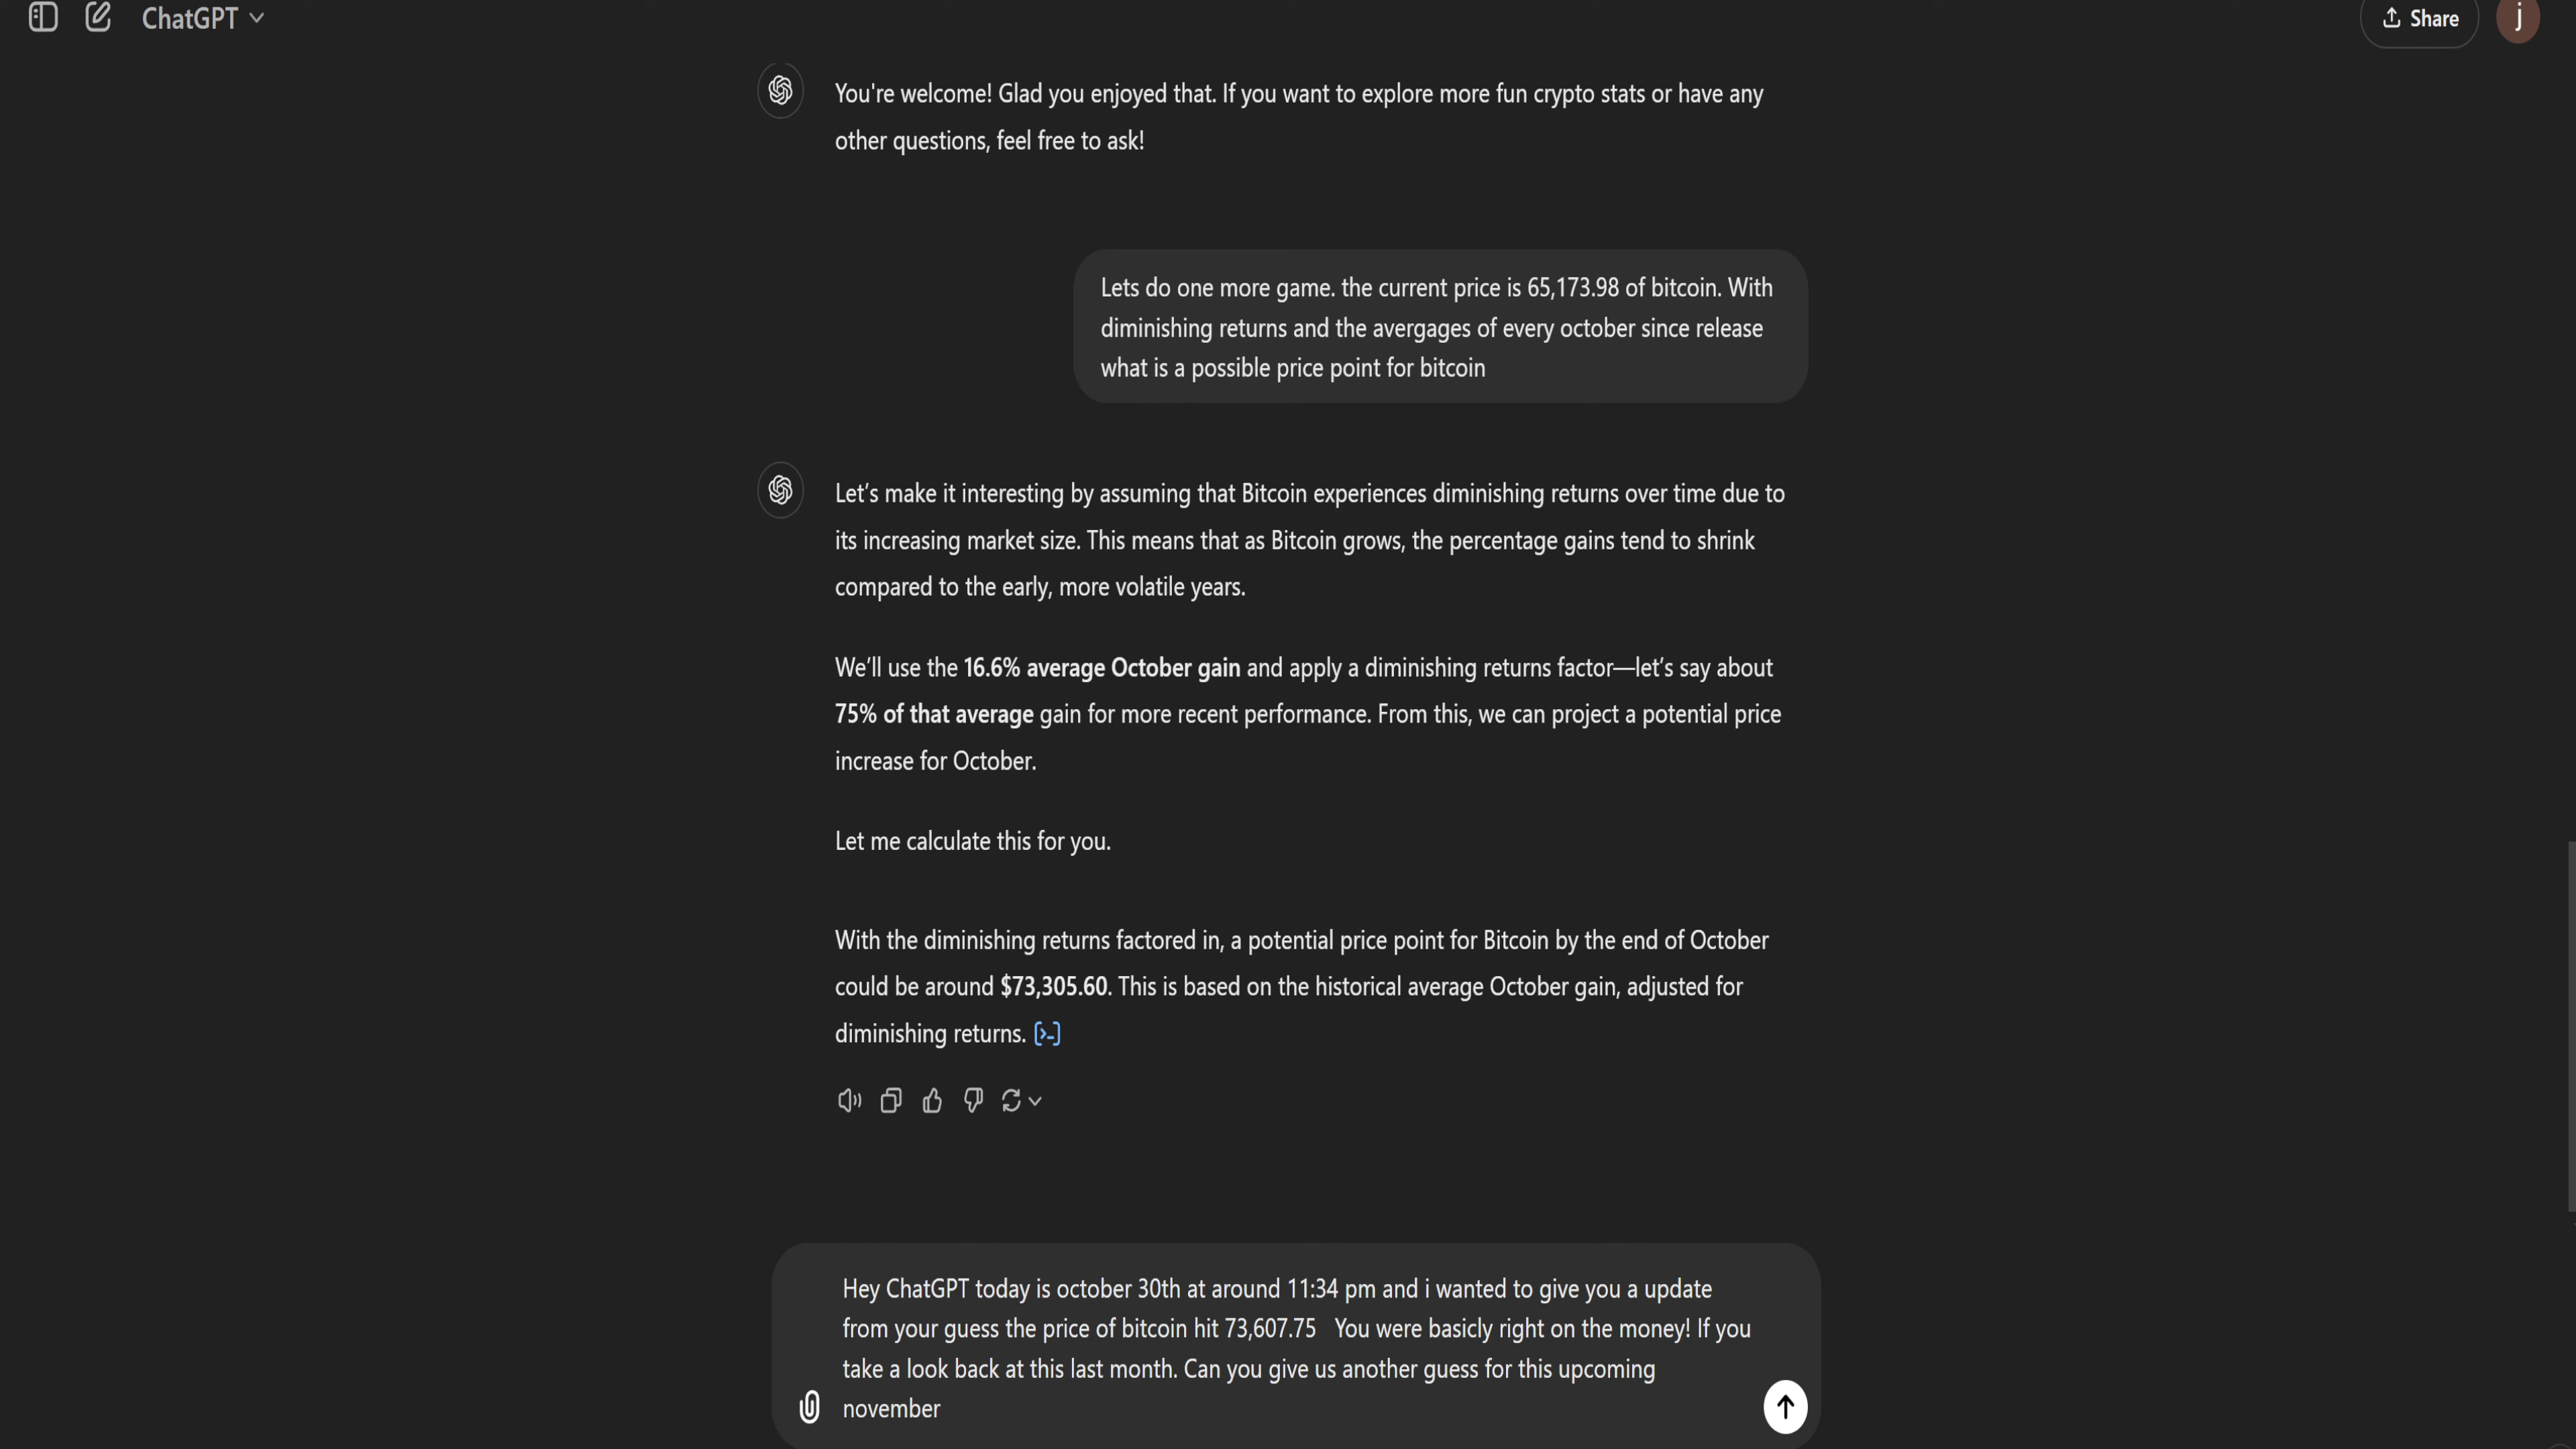 ChatGPT
Share
j
You're welcome! Glad you enjoyed that. If you want to explore more fun crypto stats or have any
other questions, feel free to ask!
Lets do one more game. the current price is 65,173.98 of bitcoin. With
diminishing returns and the avergages of every october since release
what is a possible price point for bitcoin
Let’s make it interesting by assuming that Bitcoin experiences diminishing returns over time due to
its increasing market size. This means that as Bitcoin grows, the percentage gains tend to shrink
compared to the early, more volatile years.
We’ll use the 16.6% average October gain and apply a diminishing returns factor—let’s say about
75% of that average gain for more recent performance. From this, we can project a potential price
increase for October.
Let me calculate this for you.
With the diminishing returns factored in, a potential price point for Bitcoin by the end of October
could be around $73,305.60. This is based on the historical average October gain, adjusted for
diminishing returns. [>-]
Hey ChatGPT today is october 30th at around 11:34 pm and i wanted to give you a update
from your guess the price of bitcoin hit 73,607.75   You were basicly right on the money! If you
take a look back at this last month. Can you give us another guess for this upcoming
november